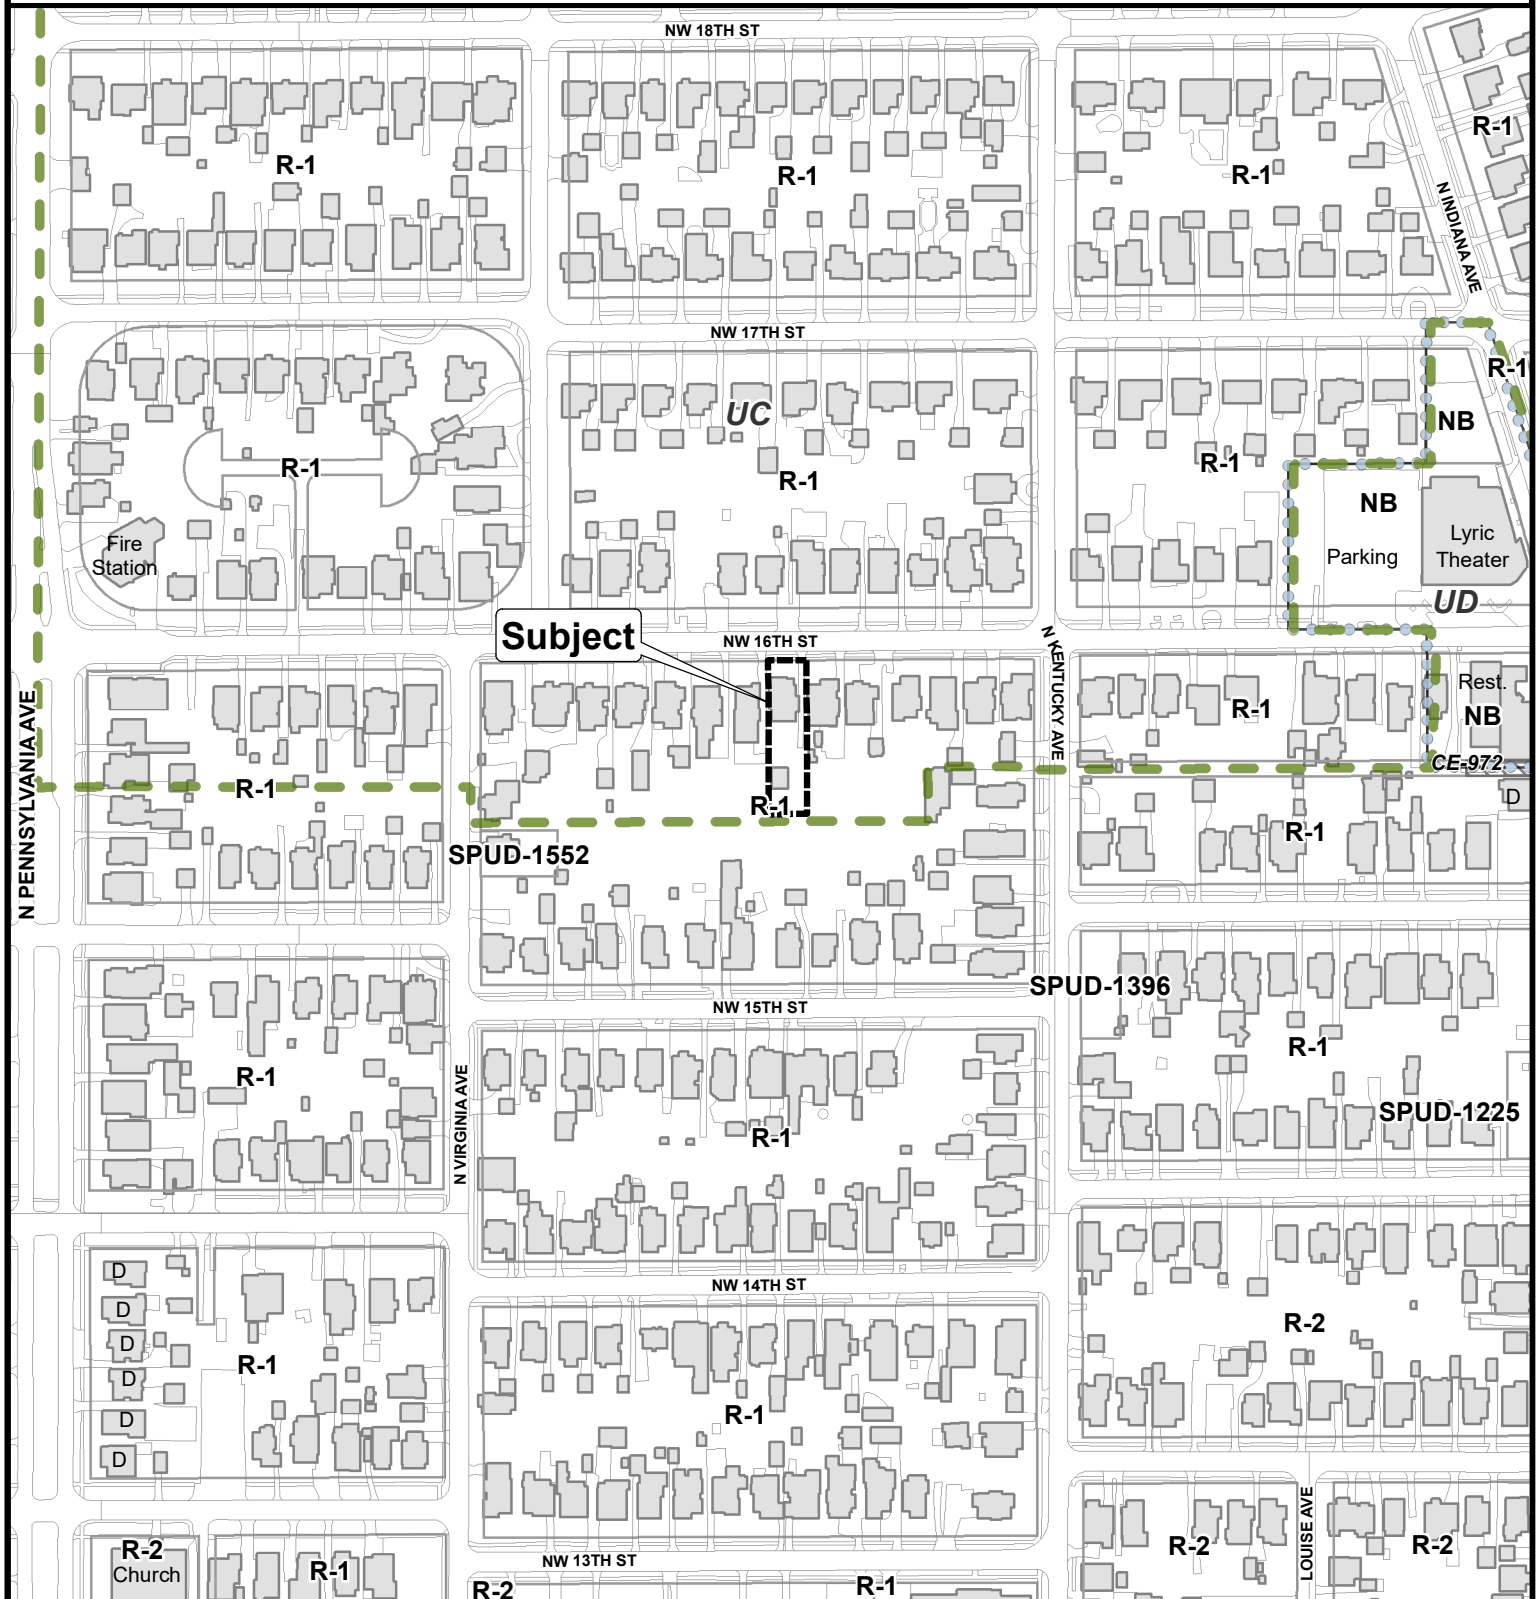 NW 18TH ST
R-1
R-1
R-1
R-1
N INDIANA AVE
NW 17TH ST
R-1
UC
NB
R-1
R-1
R-1
NB
Fire
Station
Lyric
Theater
Parking
UD
Subject
NW 16TH ST
N KENTUCKY AVE
Rest.
R-1
NB
N PENNSYLVANIA AVE
CE-972
R-1
D
R-1
R-1
SPUD-1552
SPUD-1396
NW 15TH ST
R-1
R-1
N VIRGINIA AVE
SPUD-1225
R-1
D
NW 14TH ST
D
R-2
D
R-1
D
R-1
D
D
LOUISE AVE
R-2
R-2
R-2
Church
NW 13TH ST
R-1
R-2
R-1